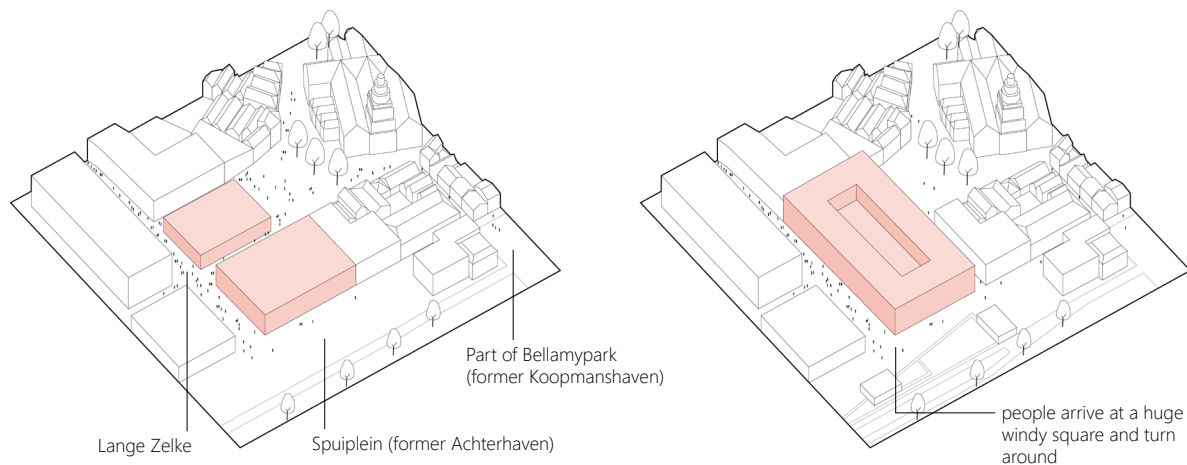 Part of Bellamypark
(former Koopmanshaven)
Lange Zelke
Spuiplein (former Achterhaven)
people arrive at a huge
windy square and turn
around